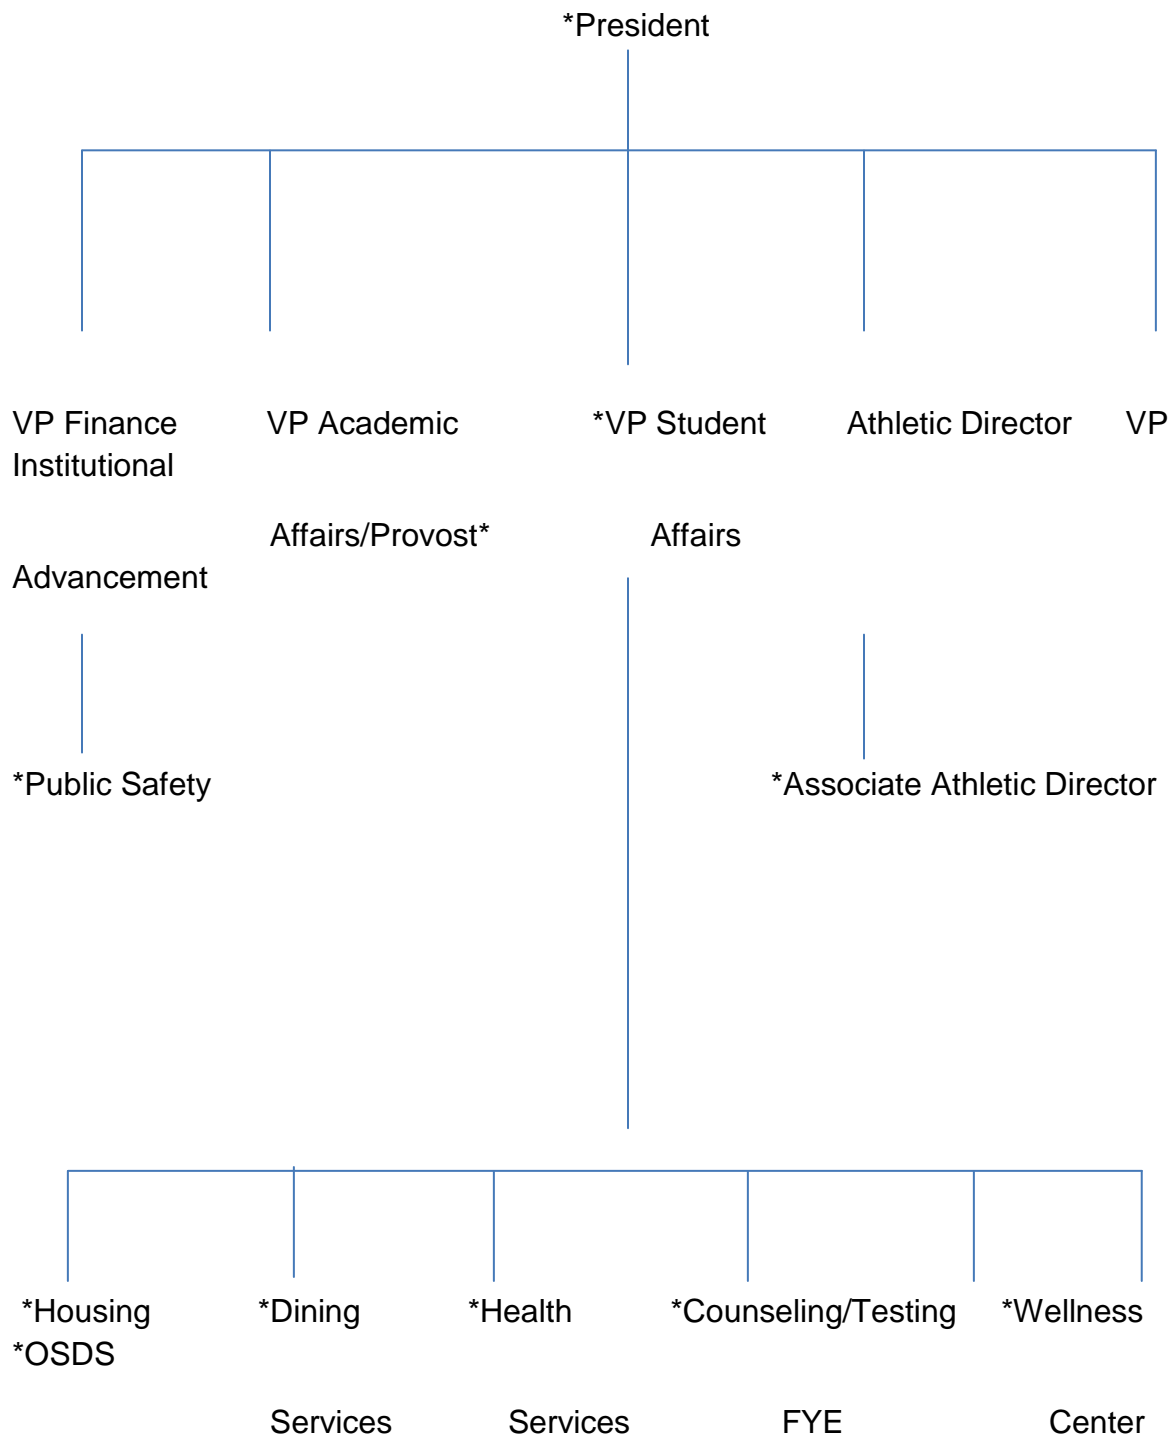 *President
VP Finance VP Academic *VP Student Athletic Director VP
Institutional
Affairs/Provost* Affairs
Advancement
*Public Safety *Associate Athletic Director
*Housing *Dining *Health *Counseling/Testing *Wellness
*OSDS
Services Services FYE Center